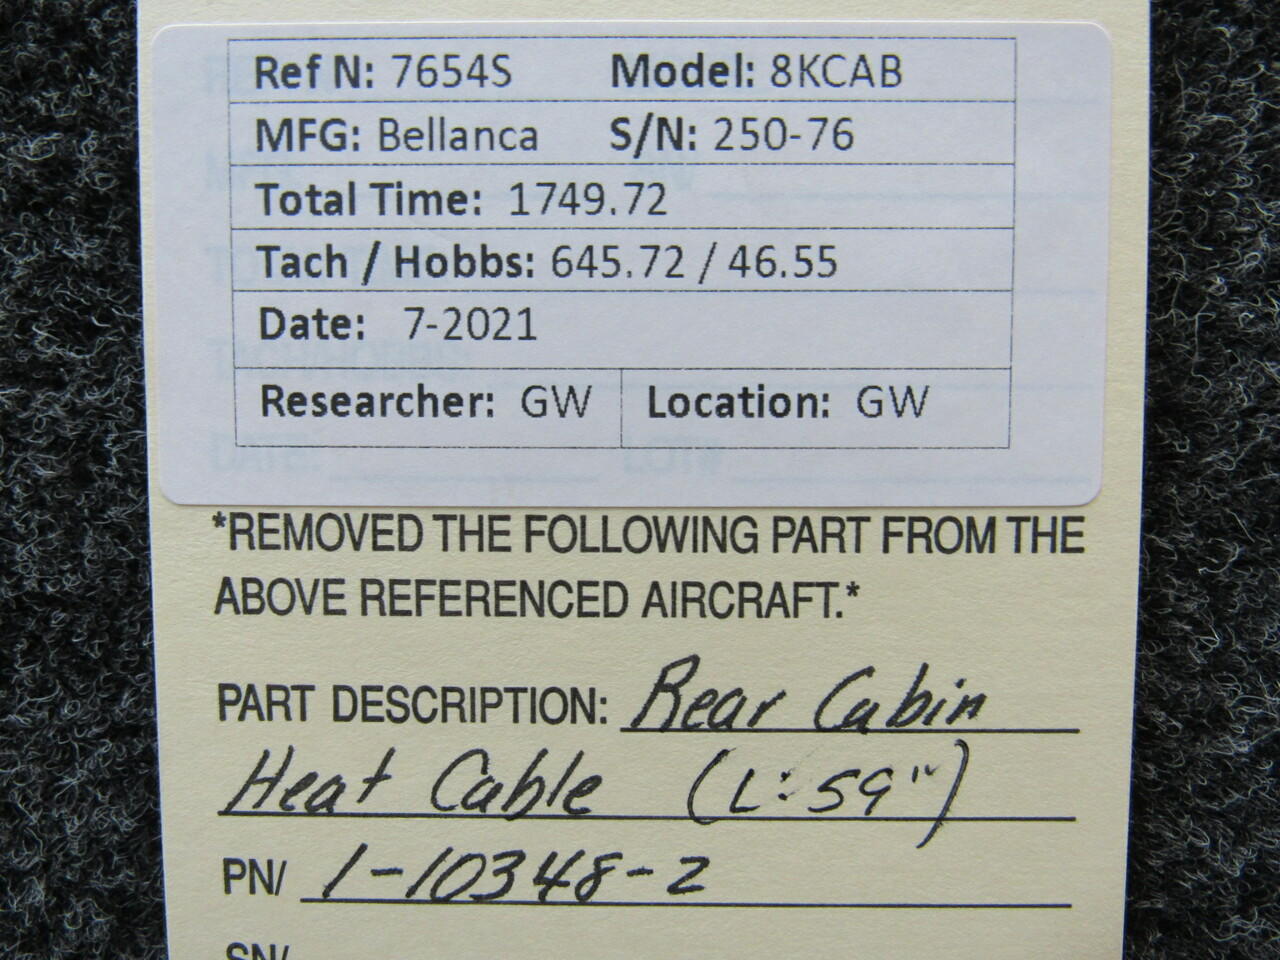 Ref N: 7654S Model: 8KCAB
MFG: Bellanca S/N: 250-76
Total Time: 1749.72
Tach / Hobbs: 645.72 / 46.55
Date: 7-2021
Researcher: GW Location: GW
*REMOVED THE FOLLOWING PART FROM THE
ABOVE REFERENCED AIRCRAFT.*
PART DESCRIPTION: Rear Cabin
Heat Cable (L: 59")
PN/ 1-10348-2
SN/